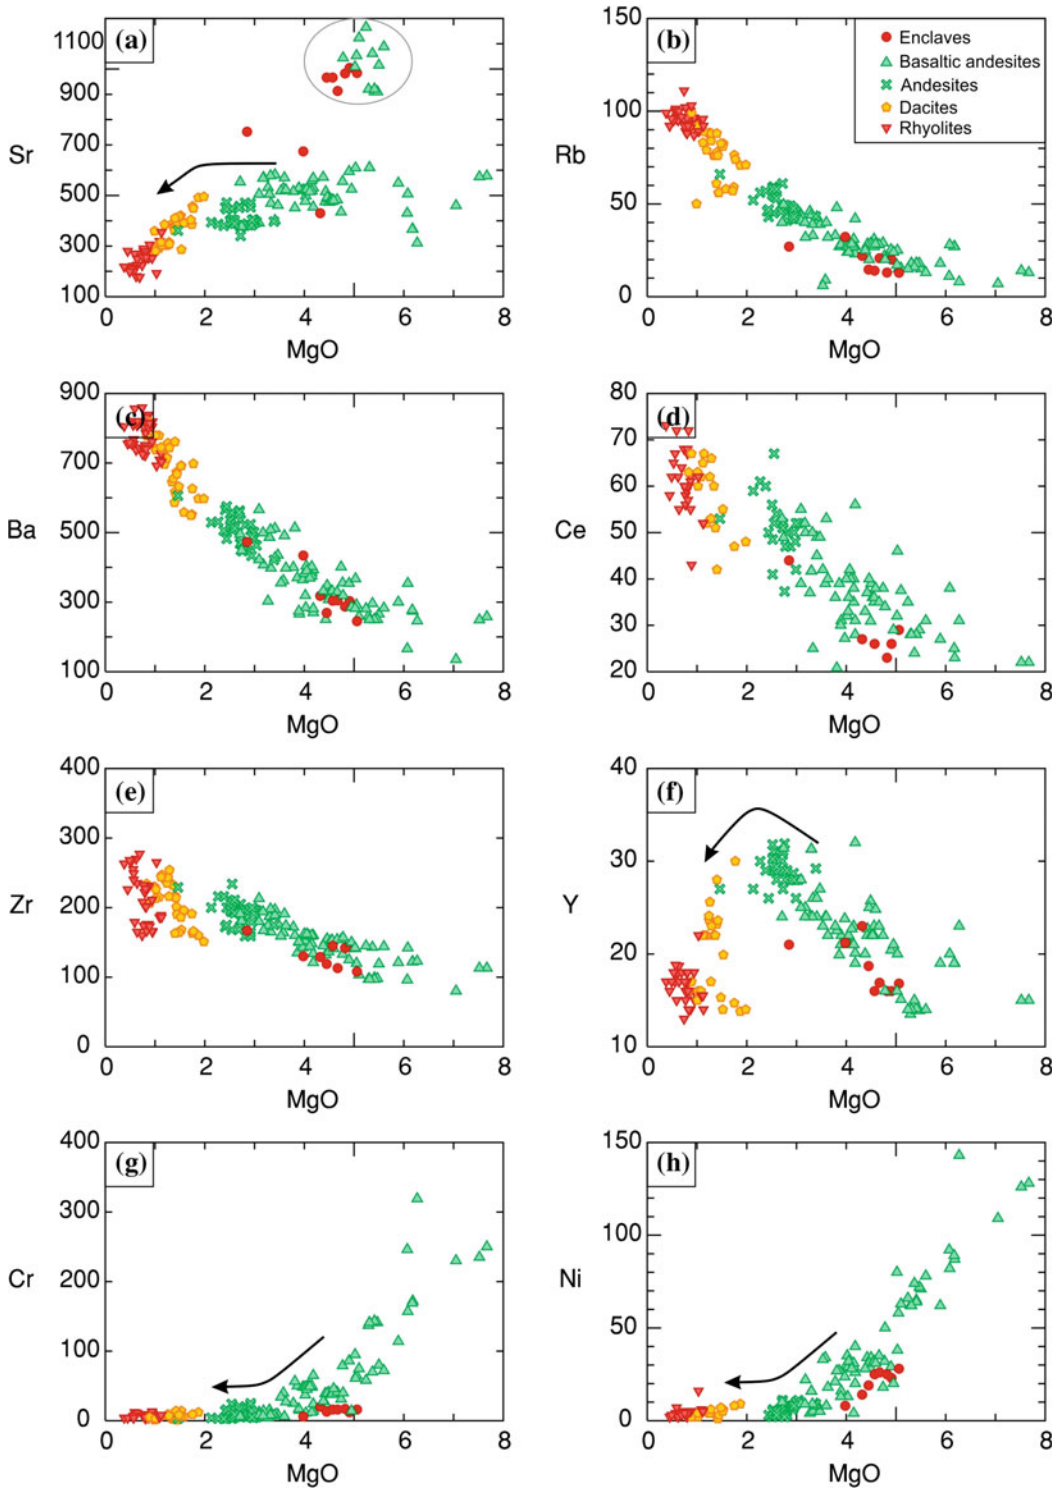 (a)
1100
900
700
500
300
100
Sr
0 2 4 6 8
MgO
(b)
150
100
50
0
Rb
0 2 4 6 8
MgO
Enclaves
Basaltic andesites
Andesites
Dacites
Rhyolites
(c)
900
700
500
300
100
Ba
0 2 4 6 8
MgO
(d)
80
70
60
50
40
30
20
Ce
0 2 4 6 8
MgO
(e)
400
300
200
100
0
Zr
0 2 4 6 8
MgO
(f)
40
30
20
10
Y
0 2 4 6 8
MgO
(g)
400
300
200
100
0
Cr
0 2 4 6 8
MgO
(h)
150
100
50
0
Ni
0 2 4 6 8
MgO